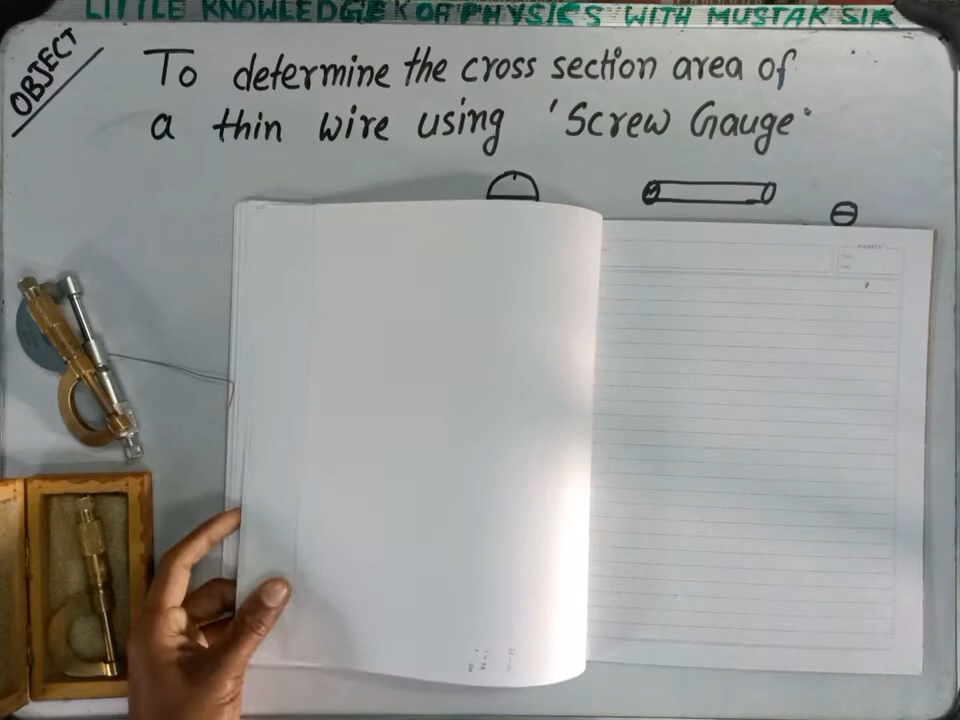 LITTLE KNOWLEDGE OF PHYSICS WITH MUSTAK SIR
OBJECT
To determine the cross section area of
a thin wire using 'Screw Gauge'